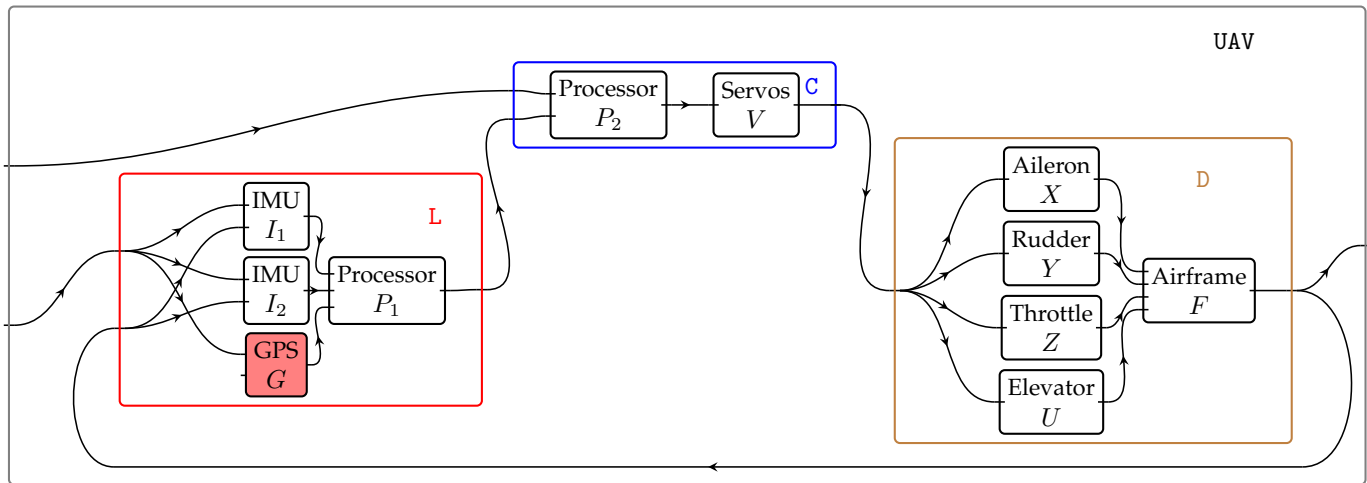 UAV
Processor
P₂
Servos
V
C
L
IMU
I₁
IMU
I₂
GPS
G
Processor
P₁
D
Aileron
X
Rudder
Y
Throttle
Z
Elevator
U
Airframe
F